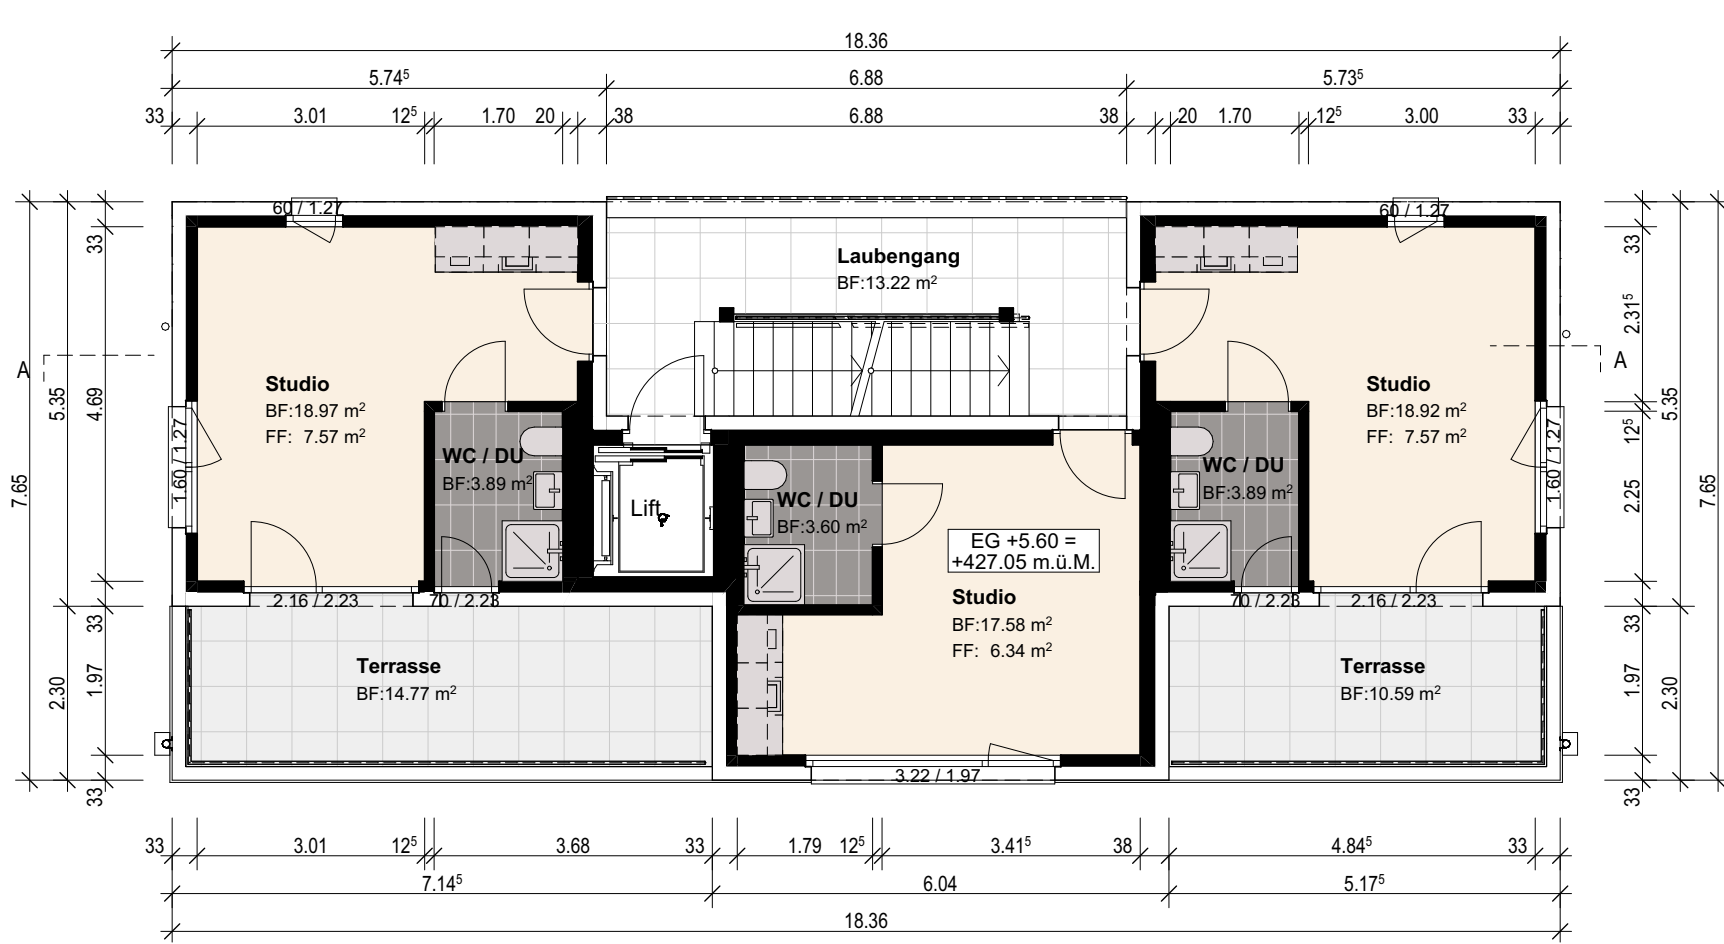 18.36
5.74⁵ 6.88 5.73⁵
33 3.01 12⁵ 1.70 20 38 6.88 38 20 1.70 12⁵ 3.00 33
60 / 1.27
60 / 1.27
Laubengang
BF:13.22 m²
A
A
Studio
BF:18.97 m²
FF: 7.57 m²
Studio
BF:18.92 m²
FF: 7.57 m²
WC / DU
BF:3.89 m²
Lift
WC / DU
BF:3.60 m²
WC / DU
BF:3.89 m²
1.60 / 1.27
1.60 / 1.27
EG +5.60 =
+427.05 m.ü.M.
Studio
BF:17.58 m²
FF: 6.34 m²
2.16 / 2.23
70 / 2.23
70 / 2.23
2.16 / 2.23
Terrasse
BF:14.77 m²
Terrasse
BF:10.59 m²
3.22 / 1.97
7.65
5.35
2.30
33
4.69
33
1.97
33
33
2.31⁵
12⁵
2.25
33
1.97
33
5.35
2.30
7.65
33 3.01 12⁵ 3.68 33 1.79 12⁵ 3.41⁵ 38 4.84⁵ 33
7.14⁵ 6.04 5.17⁵
18.36